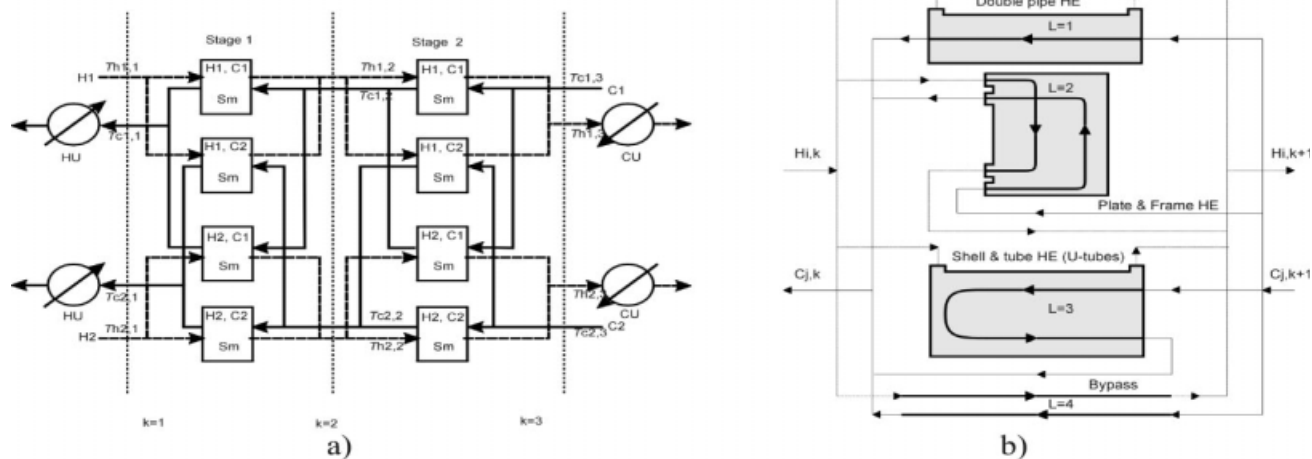 Stage 1
Stage 2
H1
Th1,1
H1, C1
Sm
Th1,2
Tc1,2
H1, C1
Sm
Tc1,3
C1
HU
Tc1,1
H1, C2
Sm
H1, C2
Sm
Th1,3
CU
H2, C1
Sm
H2, C1
Sm
HU
Tc2,1
Th2,1
H2
H2, C2
Sm
Tc2,2
Th2,2
H2, C2
Sm
Th2,3
CU
C2
Tc2,3
k=1
k=2
k=3
a)
Double pipe HE
L=1
L=2
Hi,k
Hi,k+1
Plate & Frame HE
Shell & tube HE (U-tubes)
Cj,k
Cj,k+1
L=3
Bypass
L=4
b)